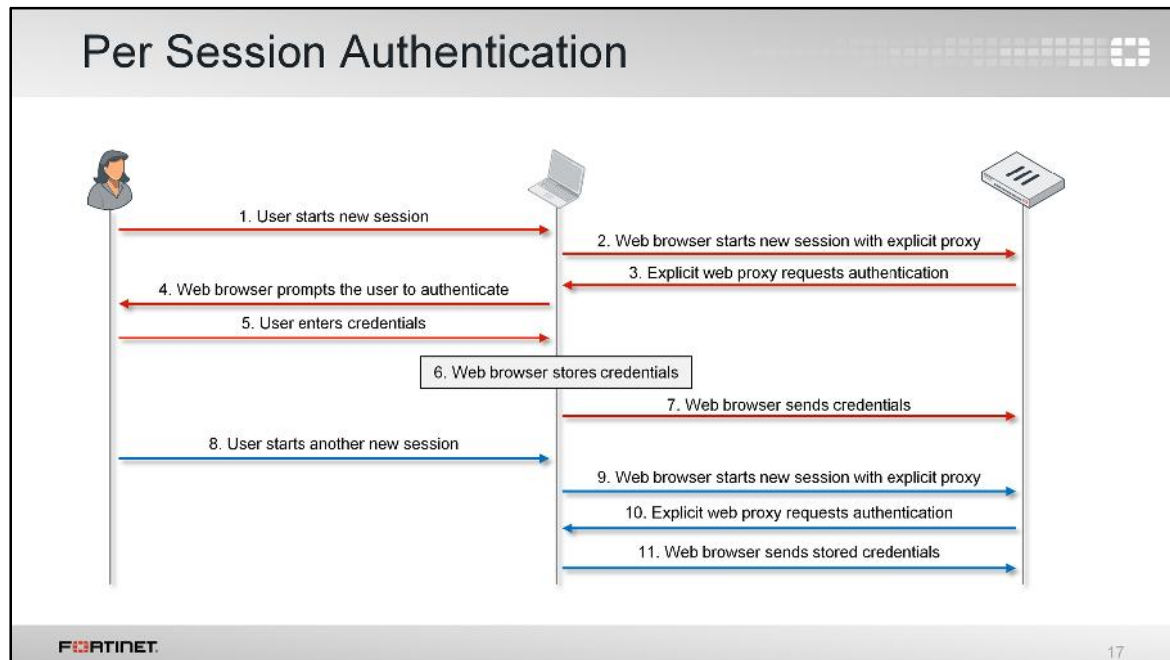 Per Session Authentication
1. User starts new session
2. Web browser starts new session with explicit proxy
3. Explicit web proxy requests authentication
4. Web browser prompts the user to authenticate
5. User enters credentials
6. Web browser stores credentials
7. Web browser sends credentials
8. User starts another new session
9. Web browser starts new session with explicit proxy
10. Explicit web proxy requests authentication
11. Web browser sends stored credentials
FORTINET.
17